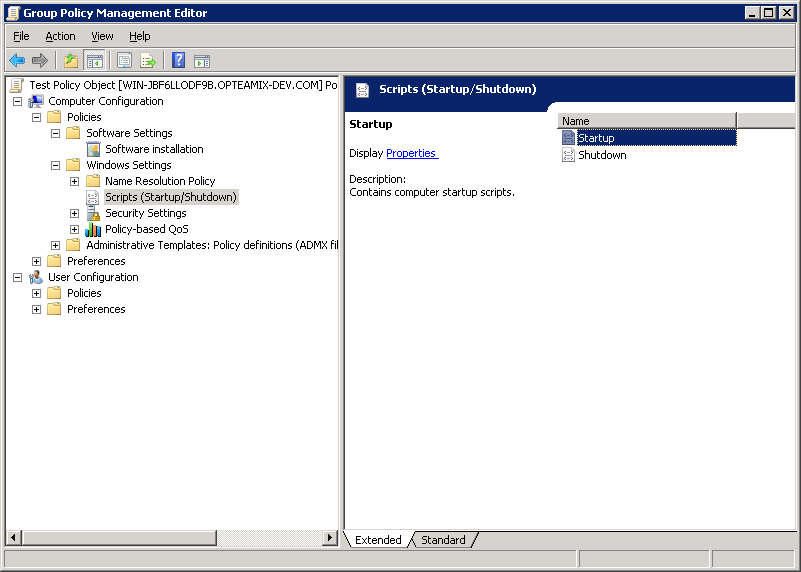 Group Policy Management Editor
File Action View Help
Test Policy Object [WIN-JBF6LLODF9B.OPTEAMIX-DEV.COM] Po
Computer Configuration
Policies
Software Settings
Software installation
Windows Settings
Name Resolution Policy
Scripts (Startup/Shutdown)
Security Settings
Policy-based QoS
Administrative Templates: Policy definitions (ADMX fil
Preferences
User Configuration
Policies
Preferences
Scripts (Startup/Shutdown)
Startup
Display Properties
Description:
Contains computer startup scripts.
Name
Startup
Shutdown
Extended Standard